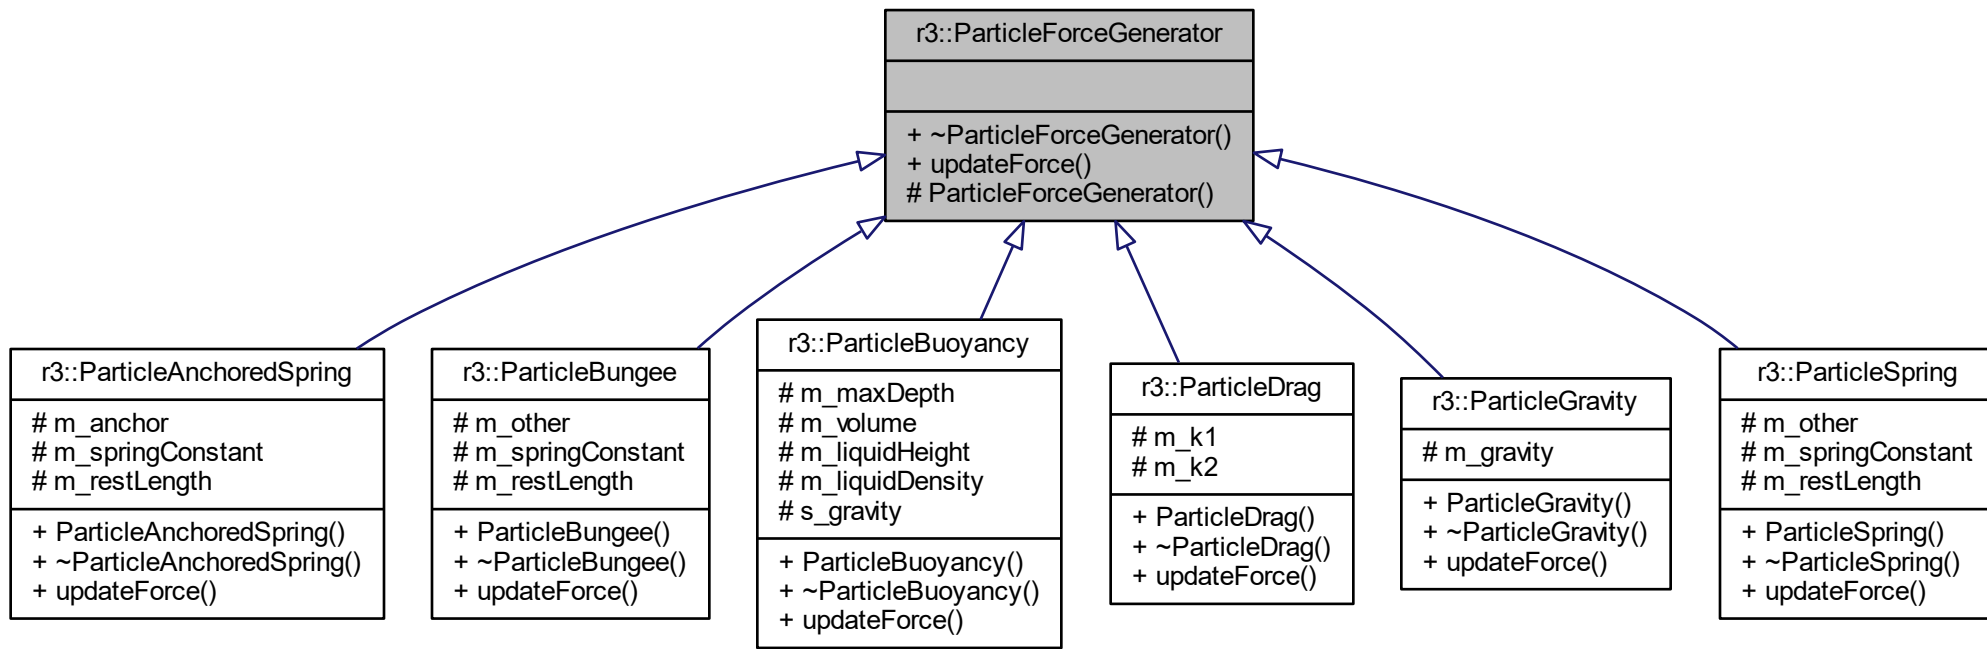 r3::ParticleForceGenerator
+ ~ParticleForceGenerator()
+ updateForce()
# ParticleForceGenerator()
r3::ParticleAnchoredSpring
# m_anchor
# m_springConstant
# m_restLength
+ ParticleAnchoredSpring()
+ ~ParticleAnchoredSpring()
+ updateForce()
r3::ParticleBungee
# m_other
# m_springConstant
# m_restLength
+ ParticleBungee()
+ ~ParticleBungee()
+ updateForce()
r3::ParticleBuoyancy
# m_maxDepth
# m_volume
# m_liquidHeight
# m_liquidDensity
# s_gravity
+ ParticleBuoyancy()
+ ~ParticleBuoyancy()
+ updateForce()
r3::ParticleDrag
# m_k1
# m_k2
+ ParticleDrag()
+ ~ParticleDrag()
+ updateForce()
r3::ParticleGravity
# m_gravity
+ ParticleGravity()
+ ~ParticleGravity()
+ updateForce()
r3::ParticleSpring
# m_other
# m_springConstant
# m_restLength
+ ParticleSpring()
+ ~ParticleSpring()
+ updateForce()